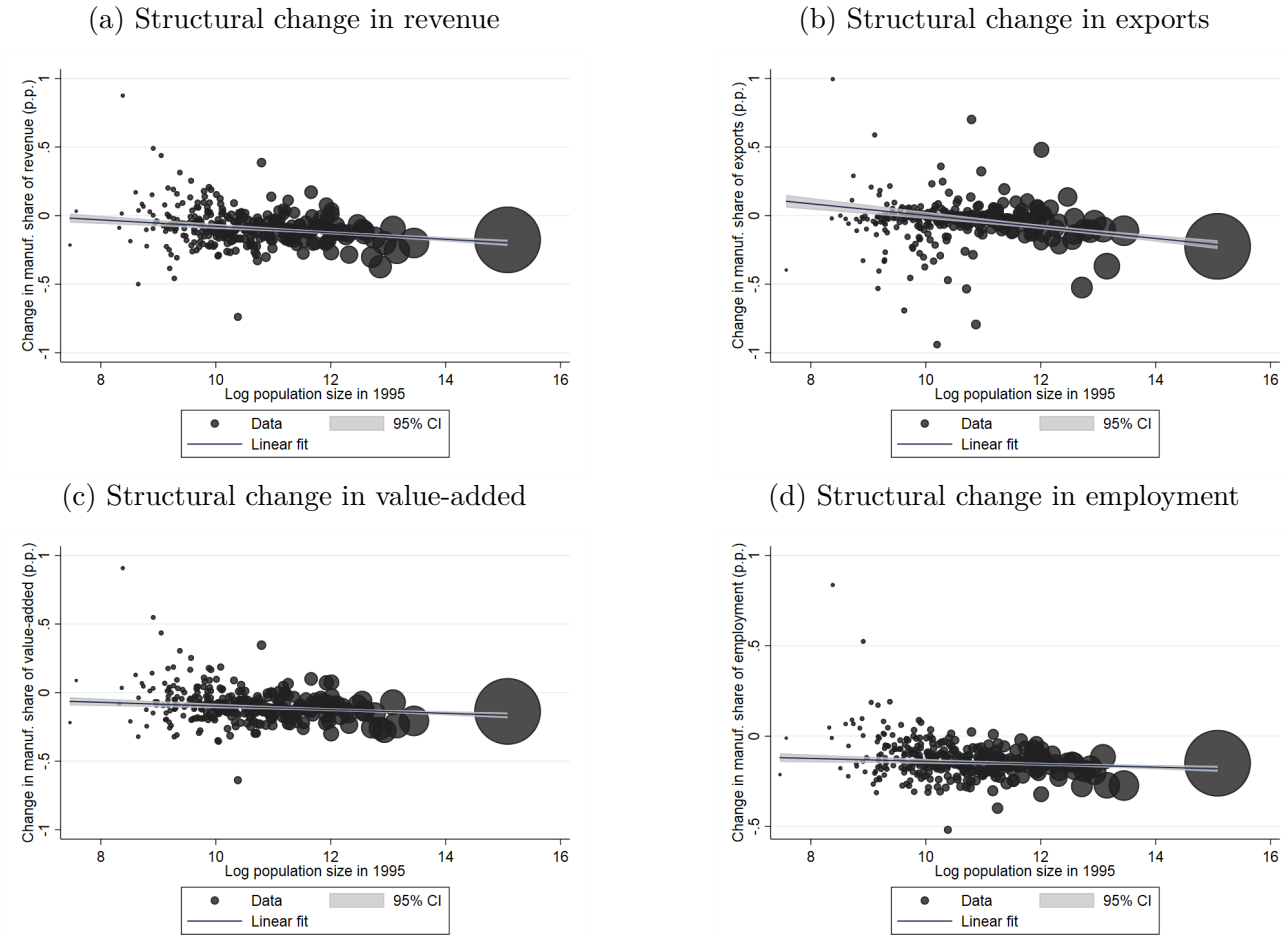 (a) Structural change in revenue
Change in manuf. share of revenue (p.p.)
1
.5
0
-.5
-1
8 10 12 14 16
Log population size in 1995
Data 95% CI
Linear fit
(b) Structural change in exports
Change in manuf. share of exports (p.p.)
1
.5
0
-.5
-1
8 10 12 14 16
Log population size in 1995
Data 95% CI
Linear fit
(c) Structural change in value-added
Change in manuf. share of value-added (p.p.)
1
.5
0
-.5
-1
8 10 12 14 16
Log population size in 1995
Data 95% CI
Linear fit
(d) Structural change in employment
Change in manuf. share of employment (p.p.)
1
.5
0
-.5
8 10 12 14 16
Log population size in 1995
Data 95% CI
Linear fit